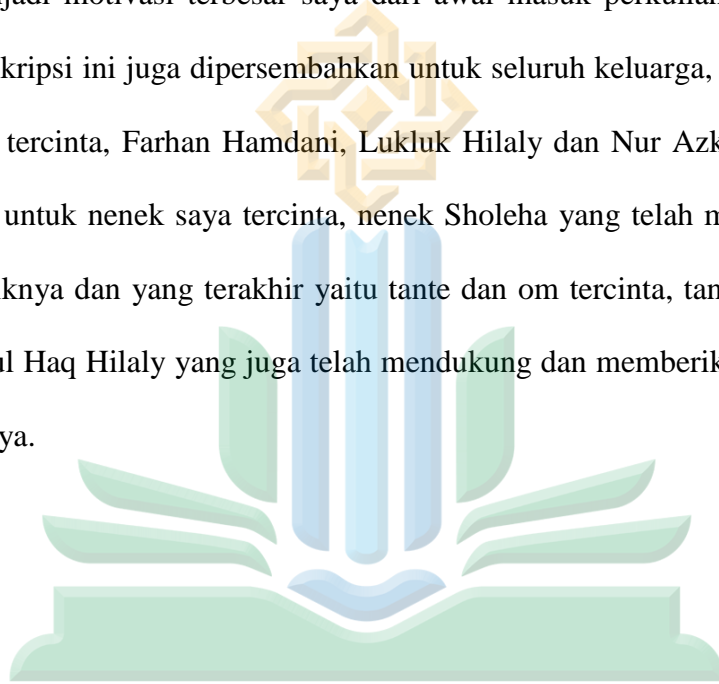 jadi motivasi terbesar saya dari awal masuk
kripsi ini juga dipersembahkan untuk seluruh keluarga,
tercinta, Farhan Hamdani, Lukluk Hilaly dan Nur Azk
untuk nenek saya tercinta, nenek Sholeha yang telah m
knya dan yang terakhir yaitu tante dan om tercinta, tan
ul Haq Hilaly yang juga telah mendukung dan memberik
ya.